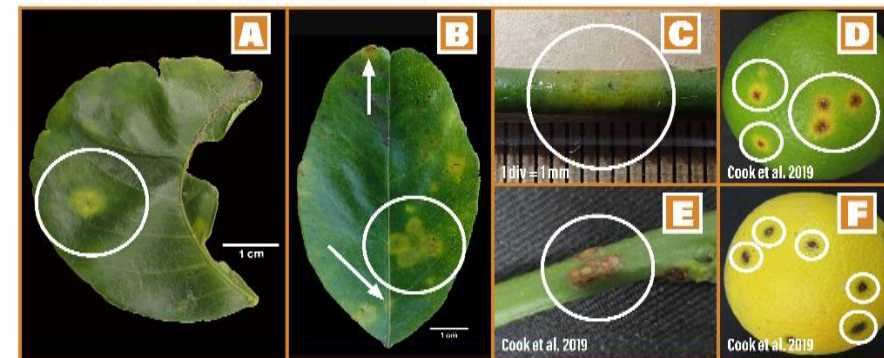 A
B
C
D
1 cm
1 div = 1 mm
Cook et al. 2019
E
F
1 cm
Cook et al. 2019
Cook et al. 2019